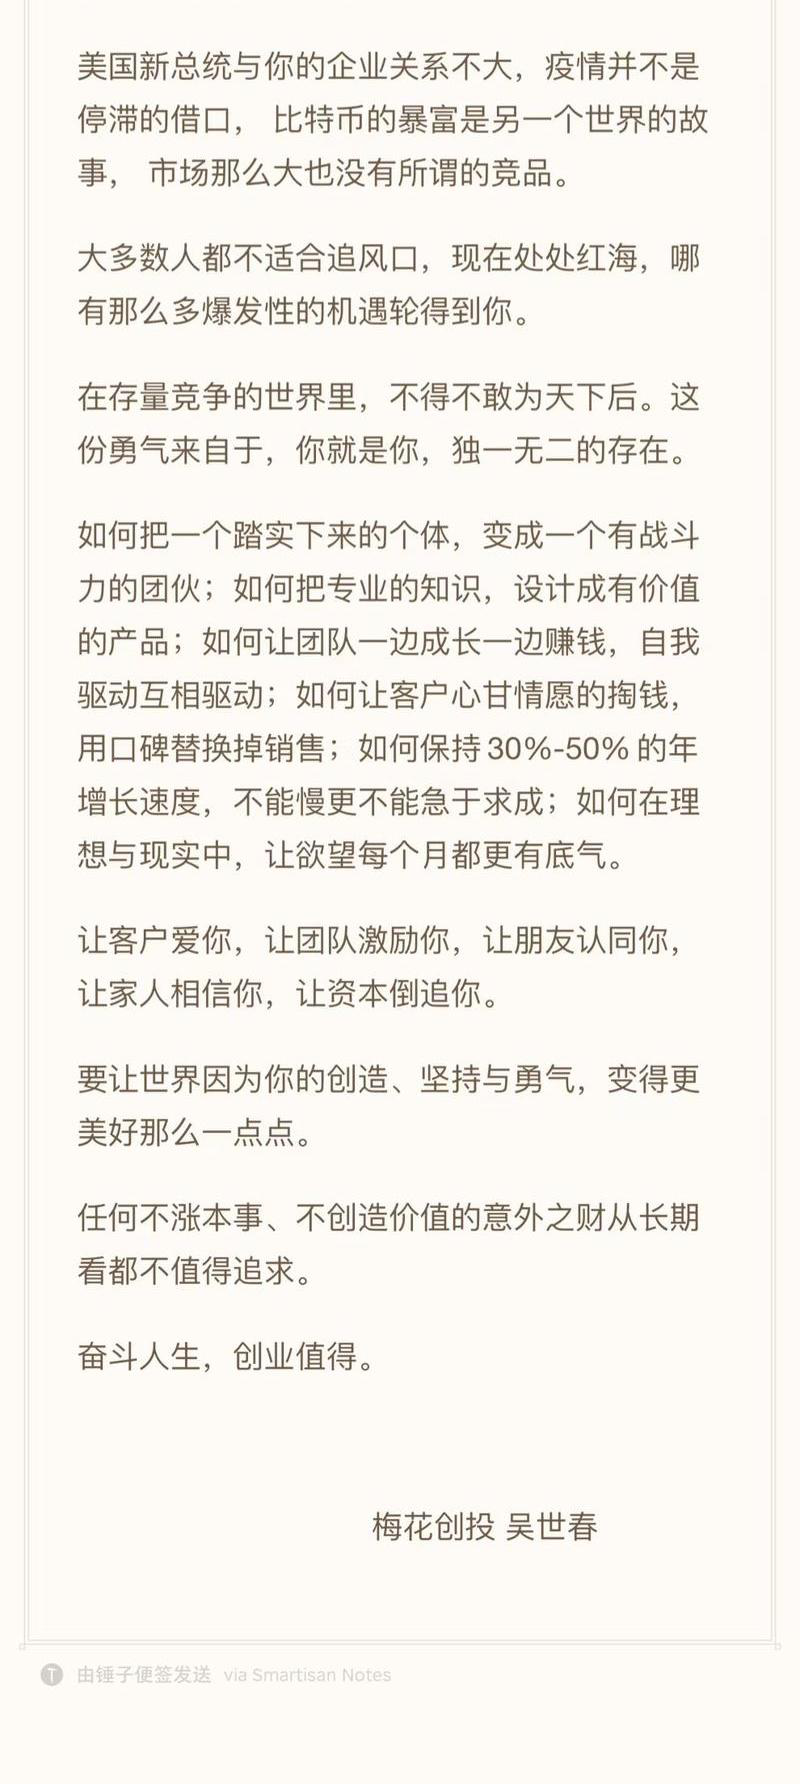 美国新总统与你的企业关系不大，疫情并不是
停滞的借口， 比特币的暴富是另一个世界的故
事， 市场那么大也没有所谓的竞品。
大多数人都不适合追风口，现在处处红海，哪
有那么多爆发性的机遇轮得到你。
在存量竞争的世界里，不得不敢为天下后。这
份勇气来自于，你就是你，独一无二的存在。
如何把一个踏实下来的个体，变成一个有战斗
力的团伙；如何把专业的知识，设计成有价值
的产品；如何让团队一边成长一边赚钱，自我
驱动互相驱动；如何让客户心甘情愿的掏钱，
用口碑替换掉销售；如何保持 30%-50% 的年
增长速度，不能慢更不能急于求成；如何在理
想与现实中，让欲望每个月都更有底气。
让客户爱你，让团队激励你，让朋友认同你，
让家人相信你，让资本倒追你。
要让世界因为你的创造、坚持与勇气，变得更
美好那么一点点。
任何不涨本事、不创造价值的意外之财从长期
看都不值得追求。
奋斗人生，创业值得。
梅花创投 吴世春
T 由锤子便签发送 via Smartisan Notes